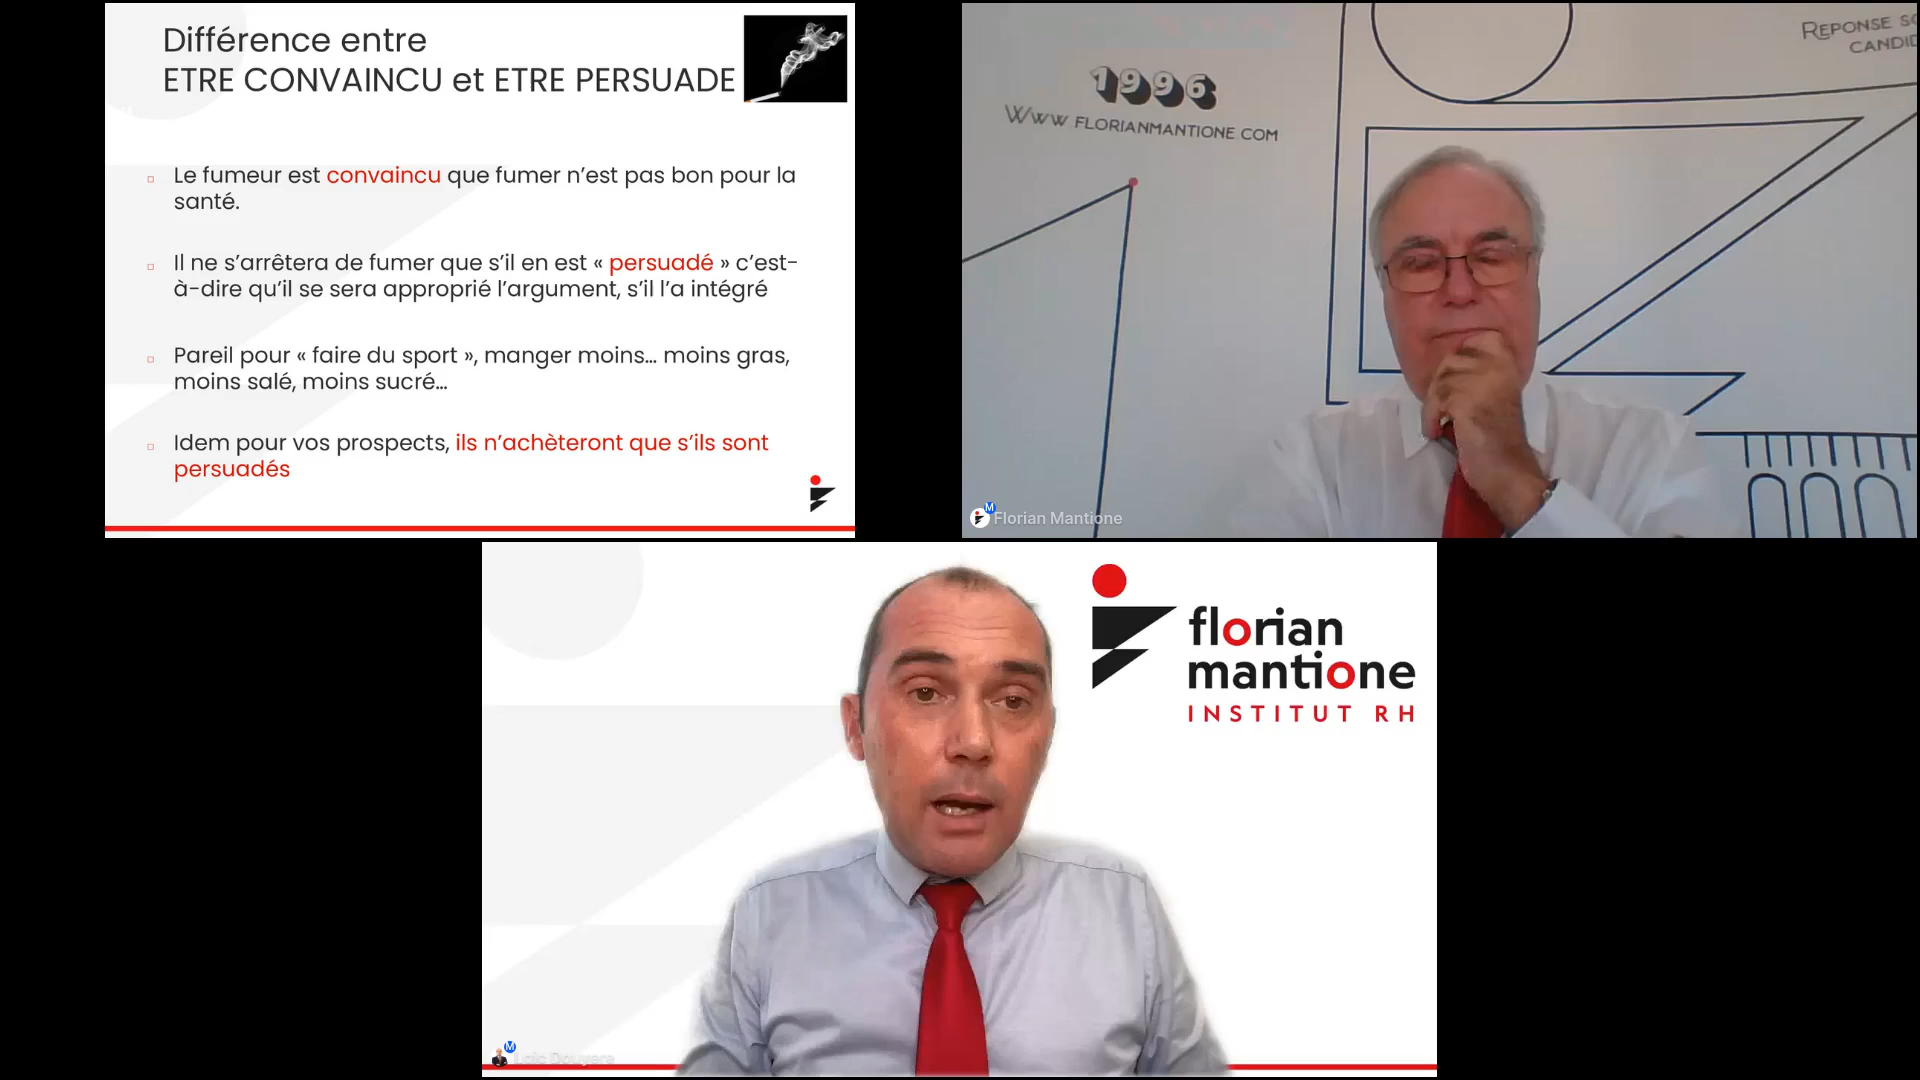 Différence entre
ETRE CONVAINCU et ETRE PERSUADE
Le fumeur est convaincu que fumer n’est pas bon pour la
santé.
Il ne s’arrêtera de fumer que s’il en est « persuadé » c’est-
à-dire qu’il se sera approprié l’argument, s’il l’a intégré
Pareil pour « faire du sport », manger moins... moins gras,
moins salé, moins sucré...
Idem pour vos prospects, ils n’achèteront que s’ils sont
persuadés
1996
WWW FLORIANMANTIONE COM
REPONSE
M
Florian Mantione
florian
mantione
INSTITUT RH
M
Loic